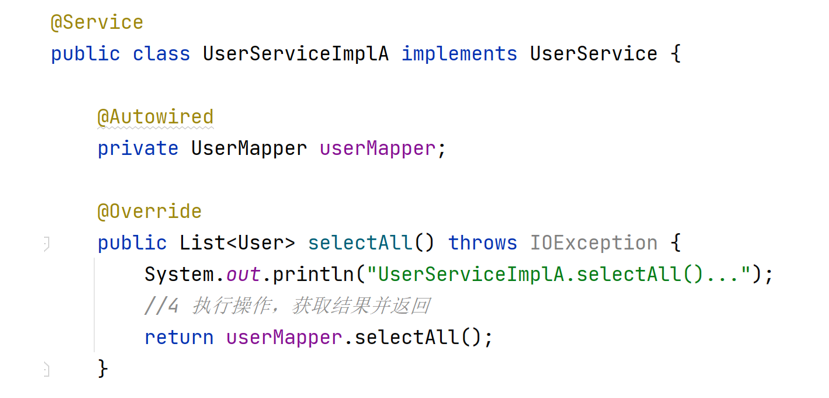 @Service
public class UserServiceImplA implements UserService {
@Autowired
private UserMapper userMapper;
@Override
public List<User> selectAll() throws IOException {
System.out.println("UserServiceImplA.selectAll()...");
//4 执行操作，获取结果并返回
return userMapper.selectAll();
}